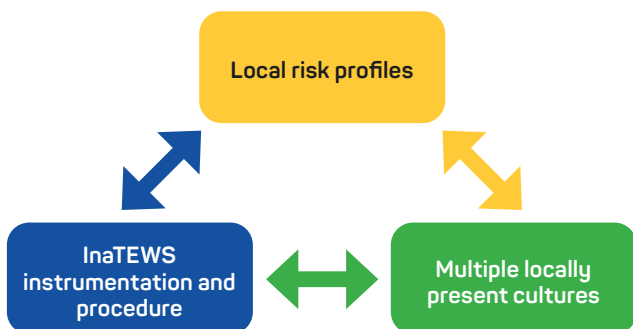 Local risk profiles
InaTEWS
instrumentation and
procedure
Multiple locally
present cultures